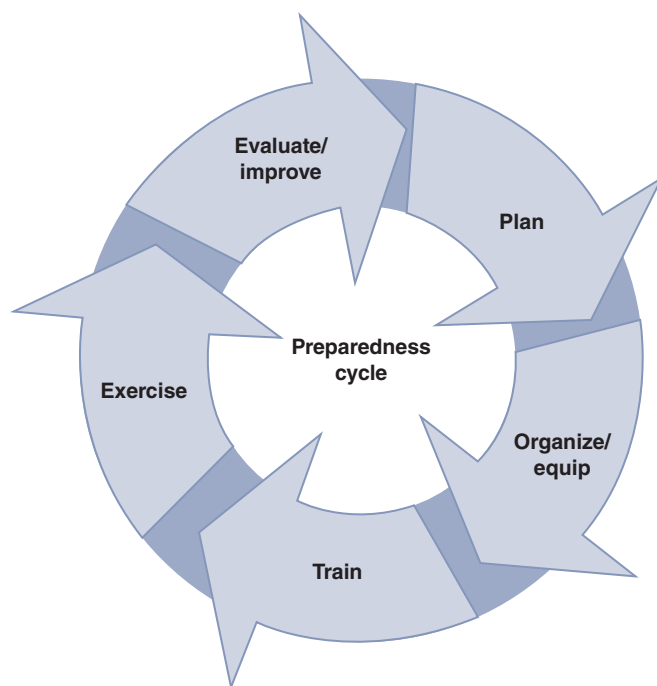 Evaluate/
improve
Plan
Preparedness
cycle
Exercise
Organize/
equip
Train